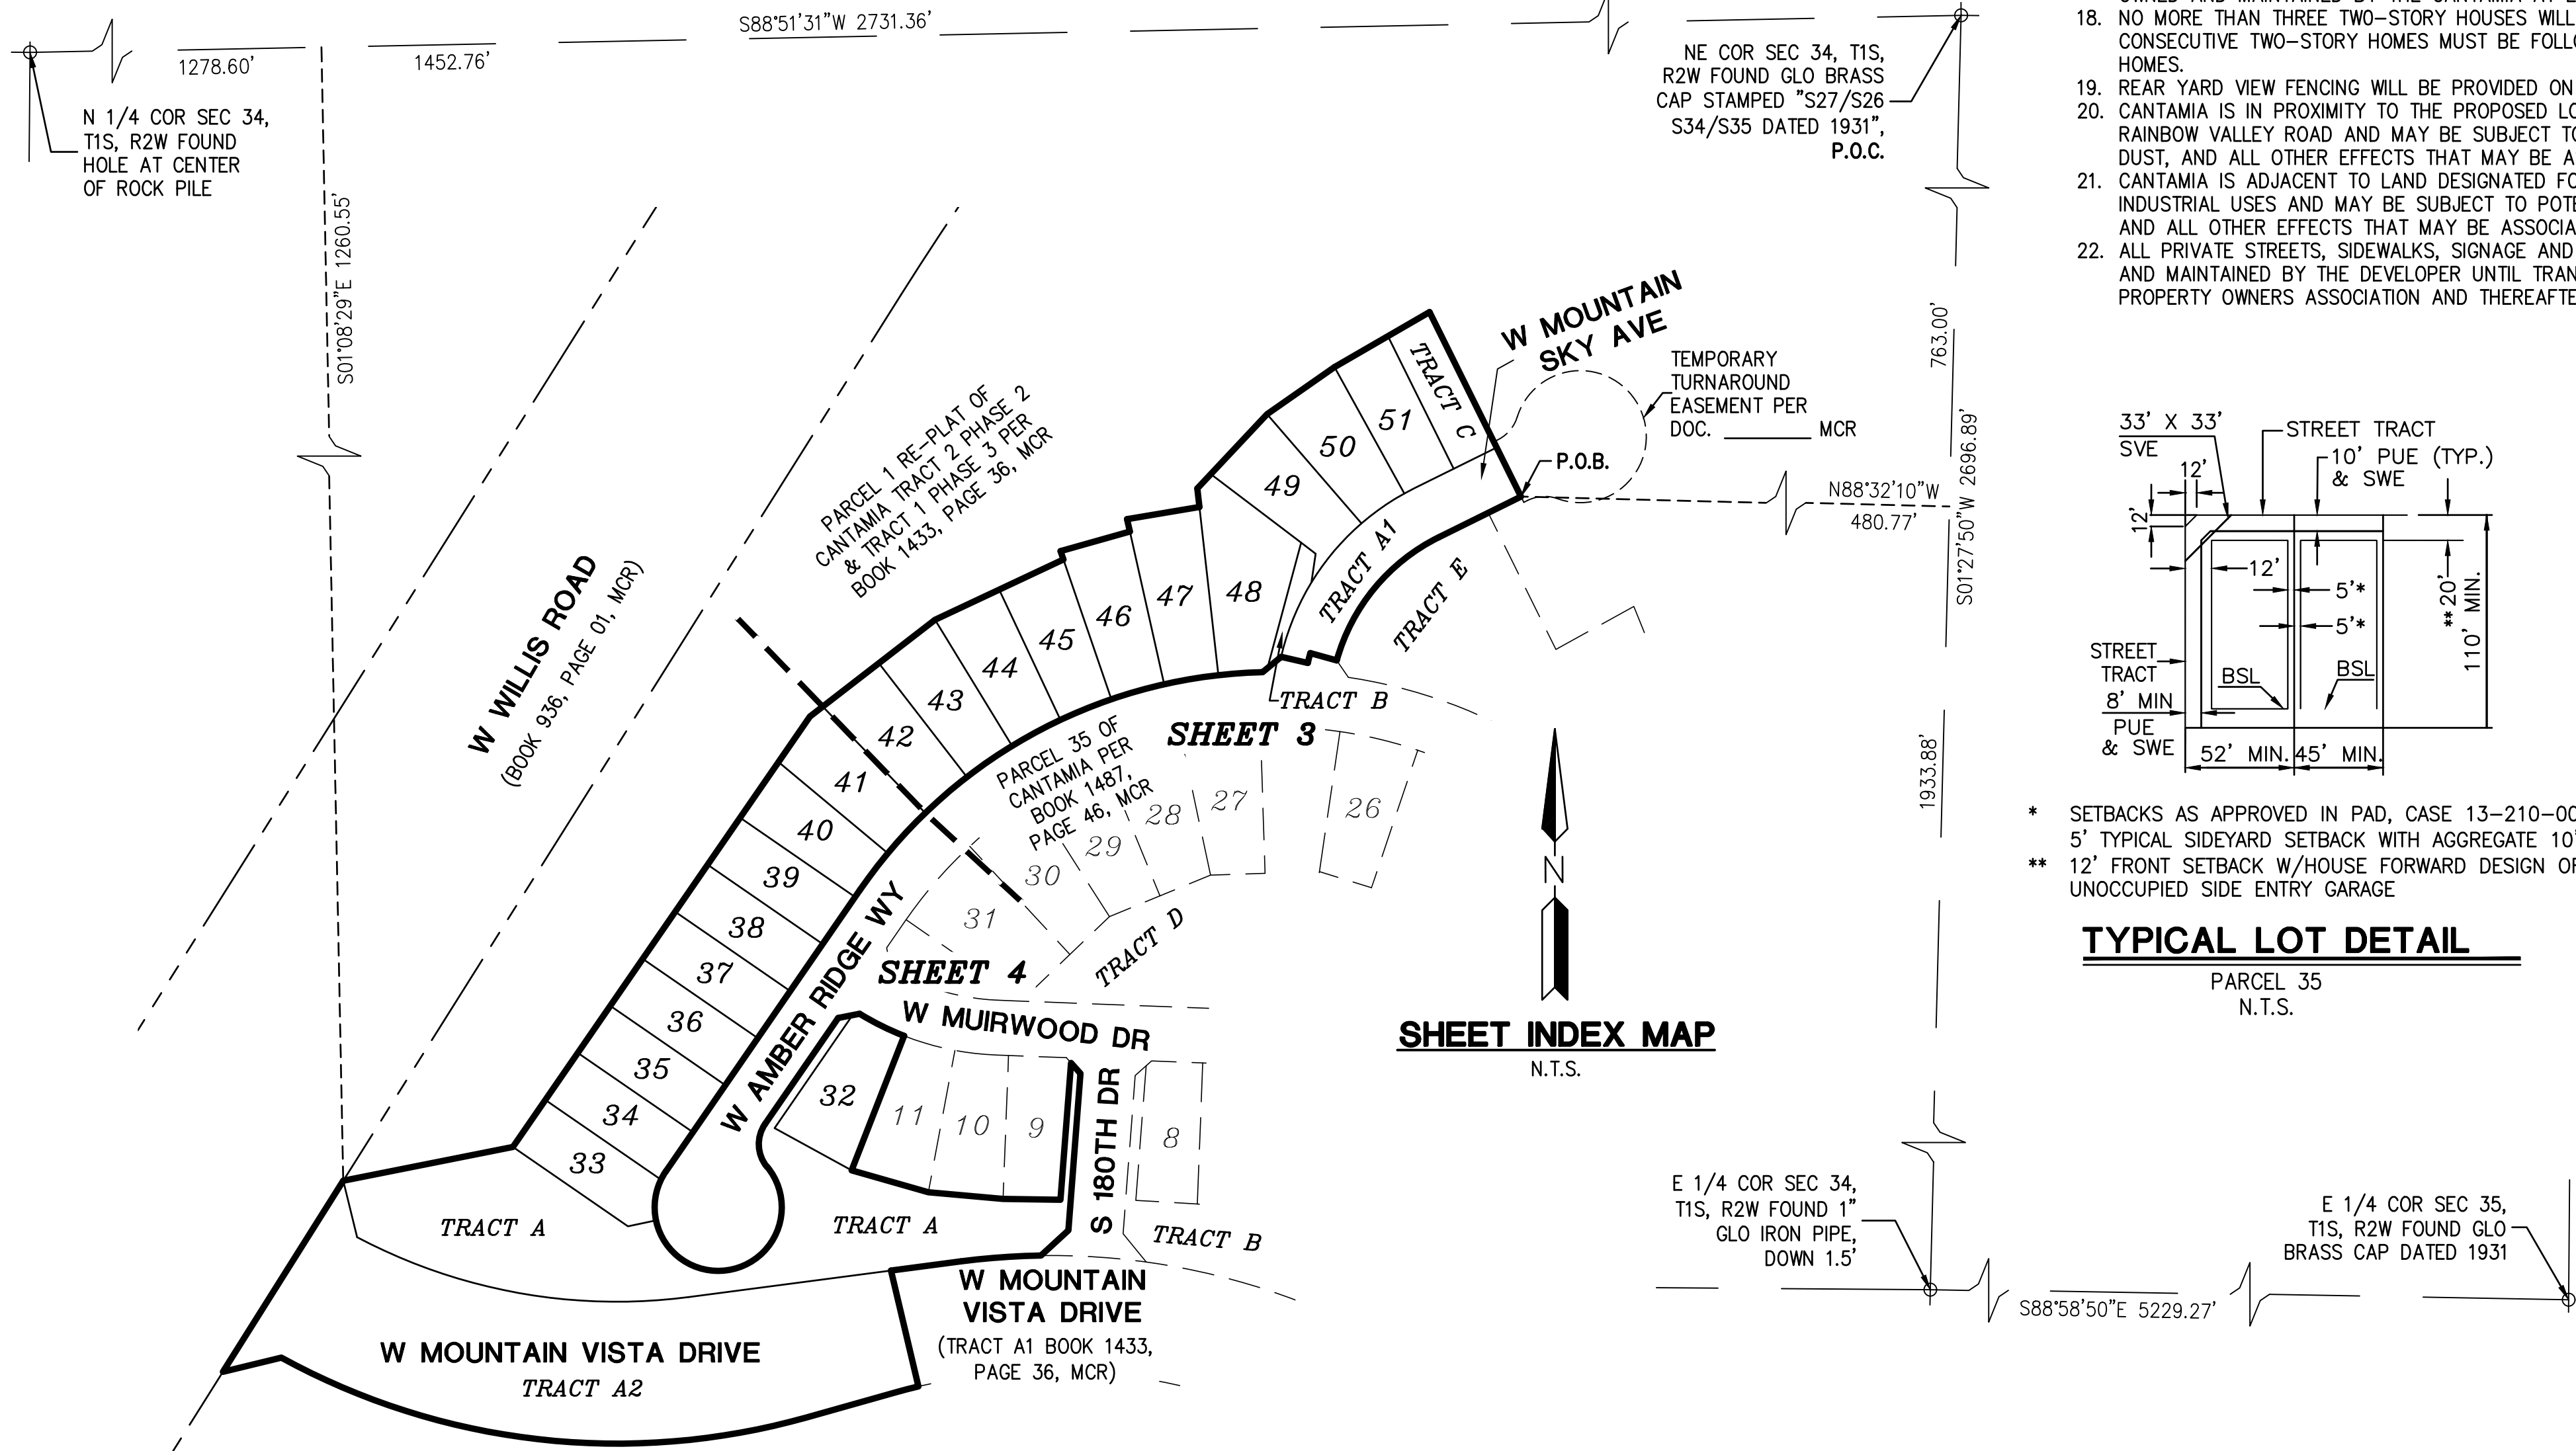 S88°51'31"W 2731.36'
1278.60'
1452.76'
N 1/4 COR SEC 34,
T1S, R2W FOUND
HOLE AT CENTER
OF ROCK PILE
S01°08'29"E 1260.55'
NE COR SEC 34, T1S,
R2W FOUND GLO BRASS
CAP STAMPED "S27/S26
S34/S35 DATED 1931",
P.O.C.
18. NO MORE THAN THREE TWO-STORY HOUSES WILL
CONSECUTIVE TWO-STORY HOMES MUST BE
HOMES.
19. REAR YARD VIEW FENCING WILL BE PROVIDED ON
20. CANTAMIA IS IN PROXIMITY TO THE PROPOSED
RAINBOW VALLEY ROAD AND MAY BE SUBJECT TO
DUST, AND ALL OTHER EFFECTS THAT MAY BE
21. CANTAMIA IS ADJACENT TO LAND DESIGNATED
INDUSTRIAL USES AND MAY BE SUBJECT TO
AND ALL OTHER EFFECTS THAT MAY BE
22. ALL PRIVATE STREETS, SIDEWALKS, SIGNAGE AND
AND MAINTAINED BY THE DEVELOPER UNTIL
PROPERTY OWNERS ASSOCIATION AND
W MOUNTAIN
SKY AVE
TEMPORARY
TURNAROUND
EASEMENT PER
DOC. ________ MCR
P.O.B.
763.00'
N88°32'10"W
480.77'
S01°27'50"W 2696.89'
1933.88'
PARCEL 1 RE-PLAT OF
CANTAMIA TRACT 2 PHASE 2
& TRACT 1 PHASE 3 PER
BOOK 1433, PAGE 36, MCR
W WILLIS ROAD
(BOOK 936, PAGE 01, MCR)
TRACT C
51
50
49
48
47
46
45
44
43
42
41
40
39
38
37
36
35
34
33
TRACT A1
TRACT E
TRACT B
SHEET 3
PARCEL 35 OF
CANTAMIA PER
BOOK 1487,
PAGE 46, MCR
26
27
28
29
30
31
TRACT D
SHEET 4
W AMBER RIDGE WY
W MUIRWOOD DR
32
11
10
9
8
S 180TH DR
TRACT A
TRACT A
TRACT B
W MOUNTAIN
VISTA DRIVE
(TRACT A1 BOOK 1433,
PAGE 36, MCR)
W MOUNTAIN VISTA DRIVE
TRACT A2
N
SHEET INDEX MAP
N.T.S.
33' X 33'
SVE
STREET TRACT
10' PUE (TYP.)
& SWE
12'
12'
12'
5'*
5'*
**20'
110' MIN.
STREET
TRACT
BSL
BSL
8' MIN
PUE
& SWE
52' MIN.
45' MIN.
* SETBACKS AS APPROVED IN PAD, CASE
5' TYPICAL SIDEYARD SETBACK WITH AGGREGATE 10'
** 12' FRONT SETBACK W/HOUSE FORWARD DESIGN
UNOCCUPIED SIDE ENTRY GARAGE
TYPICAL LOT DETAIL
PARCEL 35
N.T.S.
E 1/4 COR SEC 34,
T1S, R2W FOUND 1"
GLO IRON PIPE,
DOWN 1.5'
E 1/4 COR SEC 35,
T1S, R2W FOUND GLO
BRASS CAP DATED 1931
S88°58'50"E 5229.27'